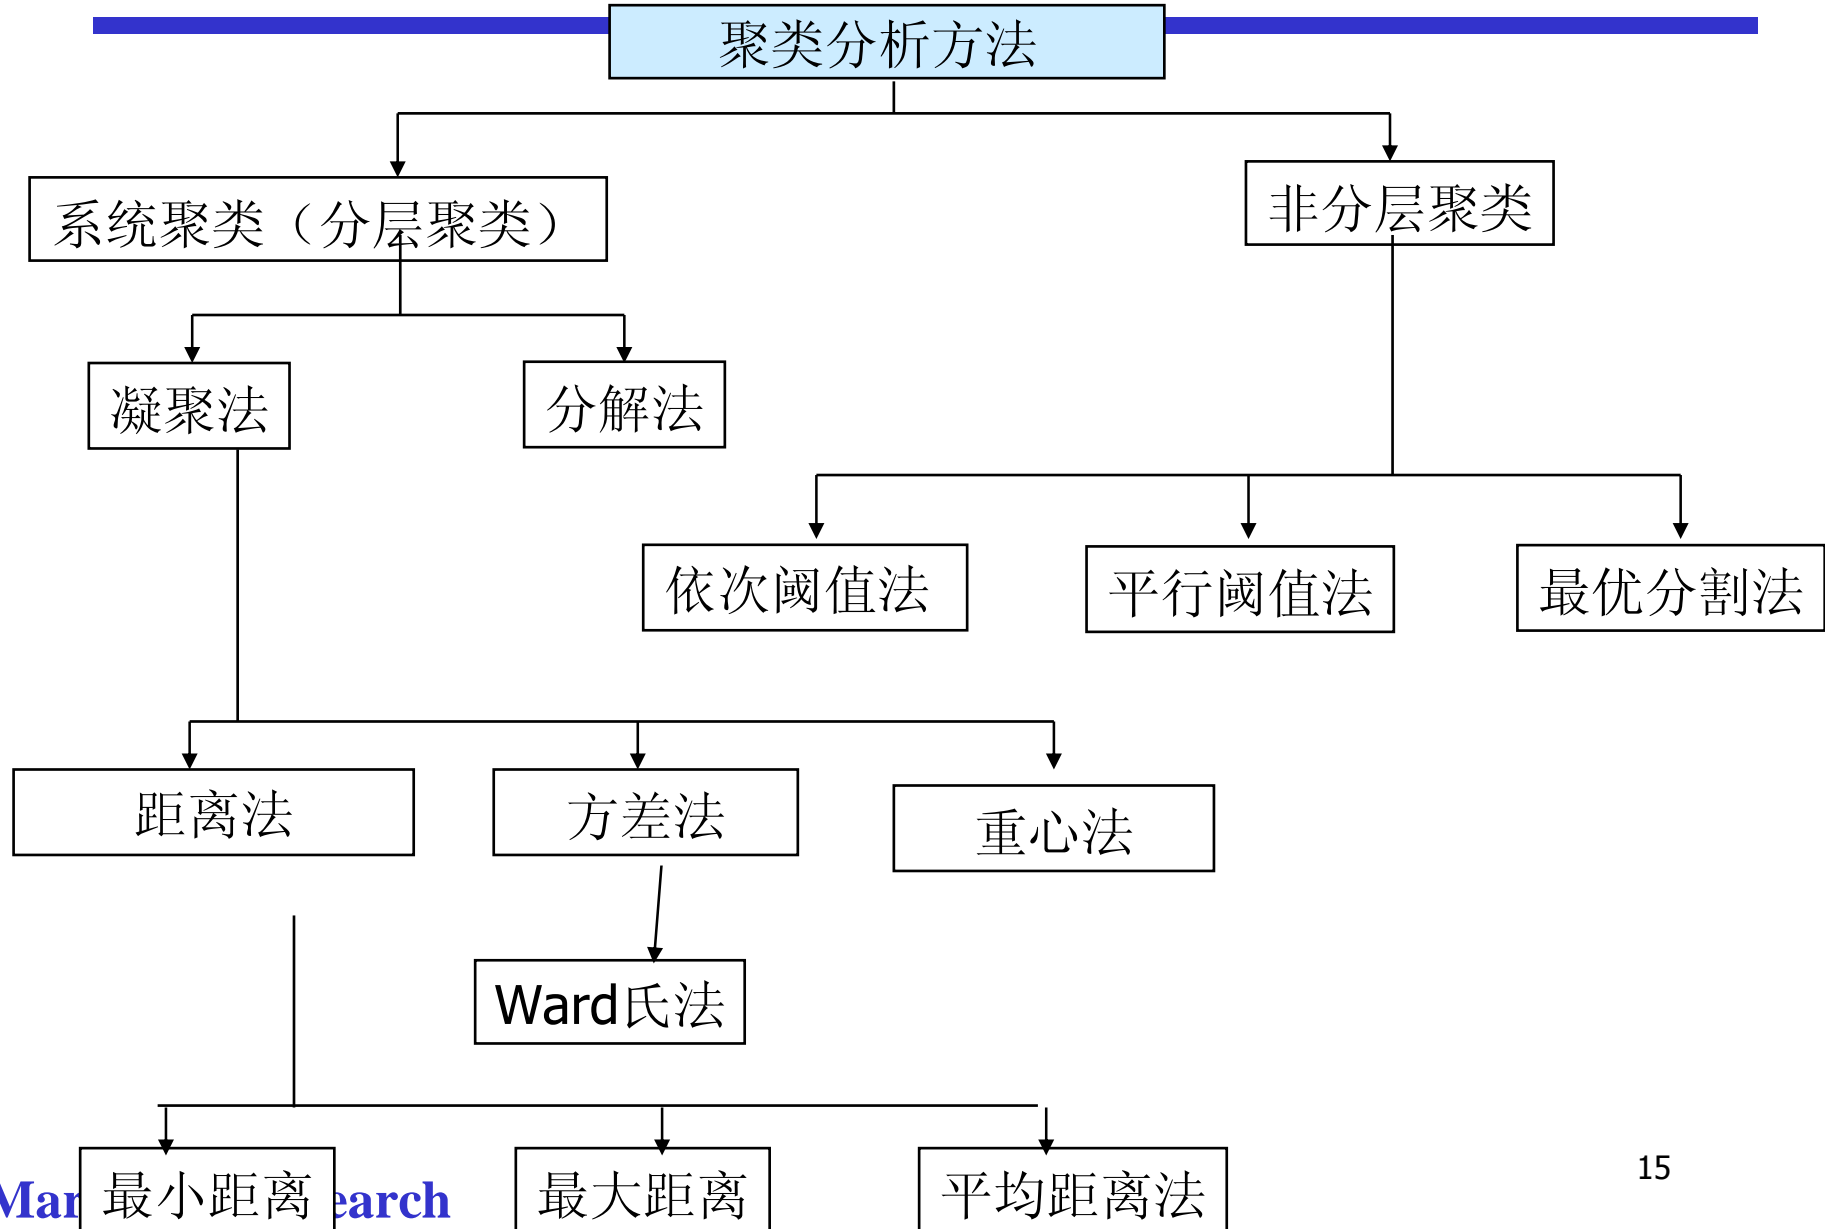 聚类分析方法
系统聚类（分层聚类）
非分层聚类
凝聚法
分解法
依次阈值法
平行阈值法
最优分割法
距离法
方差法
重心法
Ward氏法
最小距离
最大距离
平均距离法
15